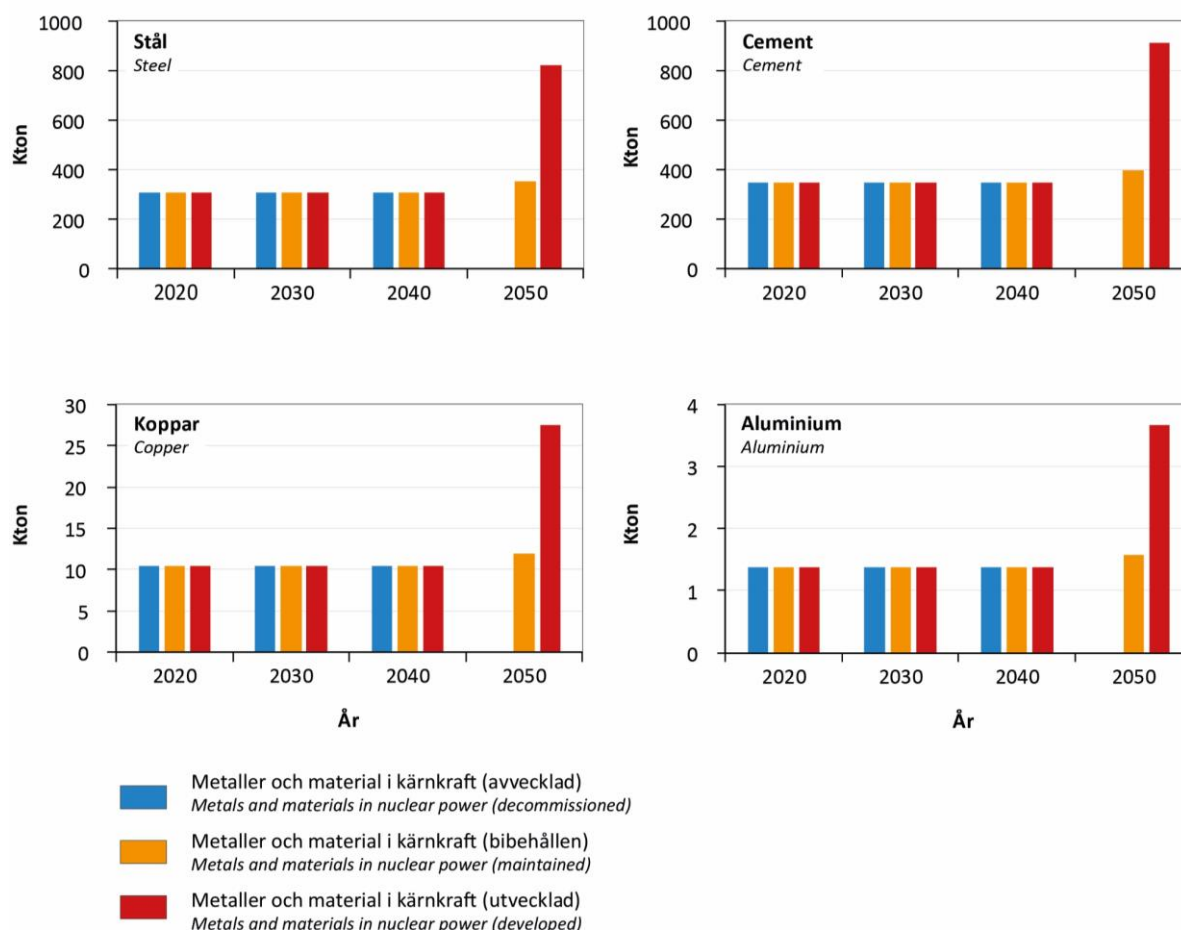 Stål
Steel
Kton
1000
800
600
400
200
0
2020
2030
2040
2050
Cement
Cement
Kton
1000
800
600
400
200
0
2020
2030
2040
2050
Koppar
Copper
Kton
30
25
20
15
10
5
0
2020
2030
2040
2050
År
Aluminium
Aluminium
Kton
4
3
2
1
0
2020
2030
2040
2050
År
Metaller och material i kärnkraft (avvecklad)
Metals and materials in nuclear power (decommissioned)
Metaller och material i kärnkraft (bibehållen)
Metals and materials in nuclear power (maintained)
Metaller och material i kärnkraft (utvecklad)
Metals and materials in nuclear power (developed)